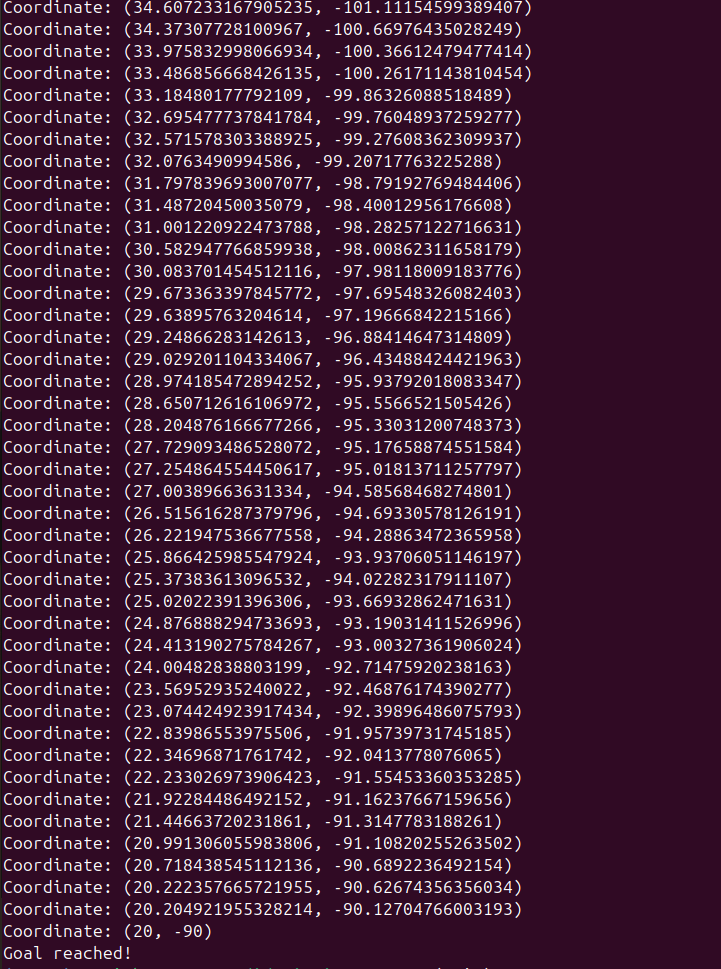 Coordinate: (34.607233167905235, -101.11154599389407)
Coordinate: (34.37307728100967, -100.66976435028249)
Coordinate: (33.975832998066934, -100.36612479477414)
Coordinate: (33.486856668426135, -100.26171143810454)
Coordinate: (33.18480177792109, -99.86326088518489)
Coordinate: (32.695477737841784, -99.76048937259277)
Coordinate: (32.571578303388925, -99.27608362309937)
Coordinate: (32.0763490994586, -99.20717763225288)
Coordinate: (31.797839693007077, -98.79192769484406)
Coordinate: (31.48720450035079, -98.40012956176608)
Coordinate: (31.001220922473788, -98.28257122716631)
Coordinate: (30.582947766859938, -98.00862311658179)
Coordinate: (30.083701454512116, -97.98118009183776)
Coordinate: (29.673363397845772, -97.69548326082403)
Coordinate: (29.63895763204614, -97.19666842215166)
Coordinate: (29.24866283142613, -96.88414647314809)
Coordinate: (29.029201104334067, -96.43488424421963)
Coordinate: (28.974185472894252, -95.93792018083347)
Coordinate: (28.650712616106972, -95.5566521505426)
Coordinate: (28.204876166677266, -95.33031200748373)
Coordinate: (27.729093486528072, -95.17658874551584)
Coordinate: (27.254864554450617, -95.01813711257797)
Coordinate: (27.00389663631334, -94.58568468274801)
Coordinate: (26.515616287379796, -94.69330578126191)
Coordinate: (26.221947536677558, -94.28863472365958)
Coordinate: (25.866425985547924, -93.93706051146197)
Coordinate: (25.37383613096532, -94.02282317911107)
Coordinate: (25.02022391396306, -93.66932862471631)
Coordinate: (24.876888294733693, -93.19031411526996)
Coordinate: (24.413190275784267, -93.00327361906024)
Coordinate: (24.00482838803199, -92.71475920238163)
Coordinate: (23.56952935240022, -92.46876174390277)
Coordinate: (23.074424923917434, -92.39896486075793)
Coordinate: (22.83986553975506, -91.95739731745185)
Coordinate: (22.34696871761742, -92.0413778076065)
Coordinate: (22.233026973906423, -91.55453360353285)
Coordinate: (21.92284486492152, -91.16237667159656)
Coordinate: (21.44663720231861, -91.3147783188261)
Coordinate: (20.991306055983806, -91.10820255263502)
Coordinate: (20.718438545112136, -90.6892236492154)
Coordinate: (20.222357665721955, -90.62674356356034)
Coordinate: (20.204921955328214, -90.12704766003193)
Coordinate: (20, -90)
Goal reached!